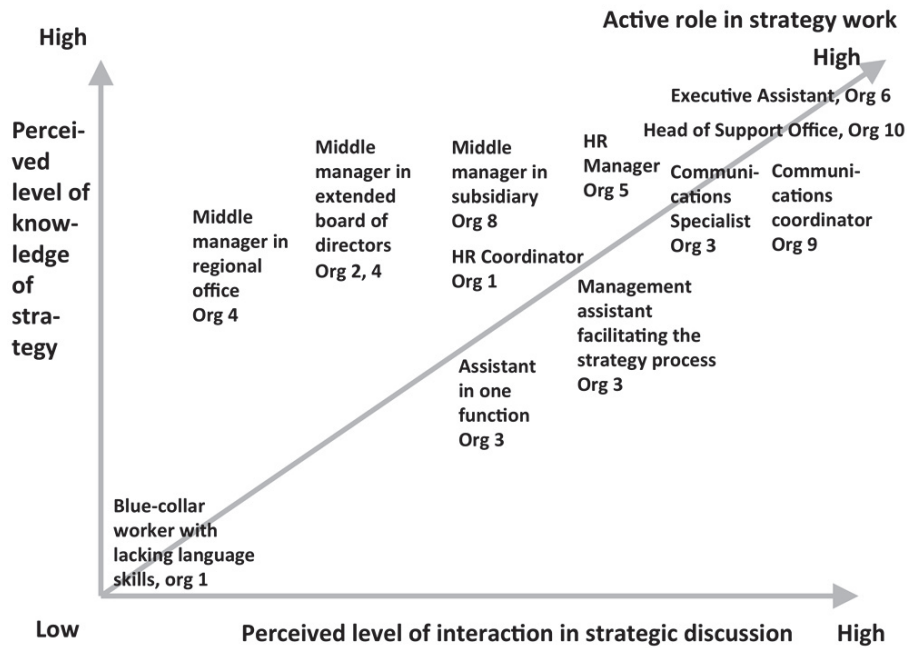 Active role in strategy work
High
High
Percei-
ved
level of
know-
ledge
of
stra-
tegy
Executive Assistant, Org 6
Head of Support Office, Org 10
Middle
manager in
regional
office
Org 4
Middle
manager in
extended
board of
directors
Org 2, 4
Middle
manager in
subsidiary
Org 8
HR Coordinator
Org 1
HR
Manager
Org 5
Communi-
cations
Specialist
Org 3
Communi-
cations
coordinator
Org 9
Management
assistant
facilitating the
strategy process
Org 3
Assistant
in one
function
Org 3
Blue-collar
worker with
lacking language
skills, org 1
Low
Perceived level of interaction in strategic discussion
High